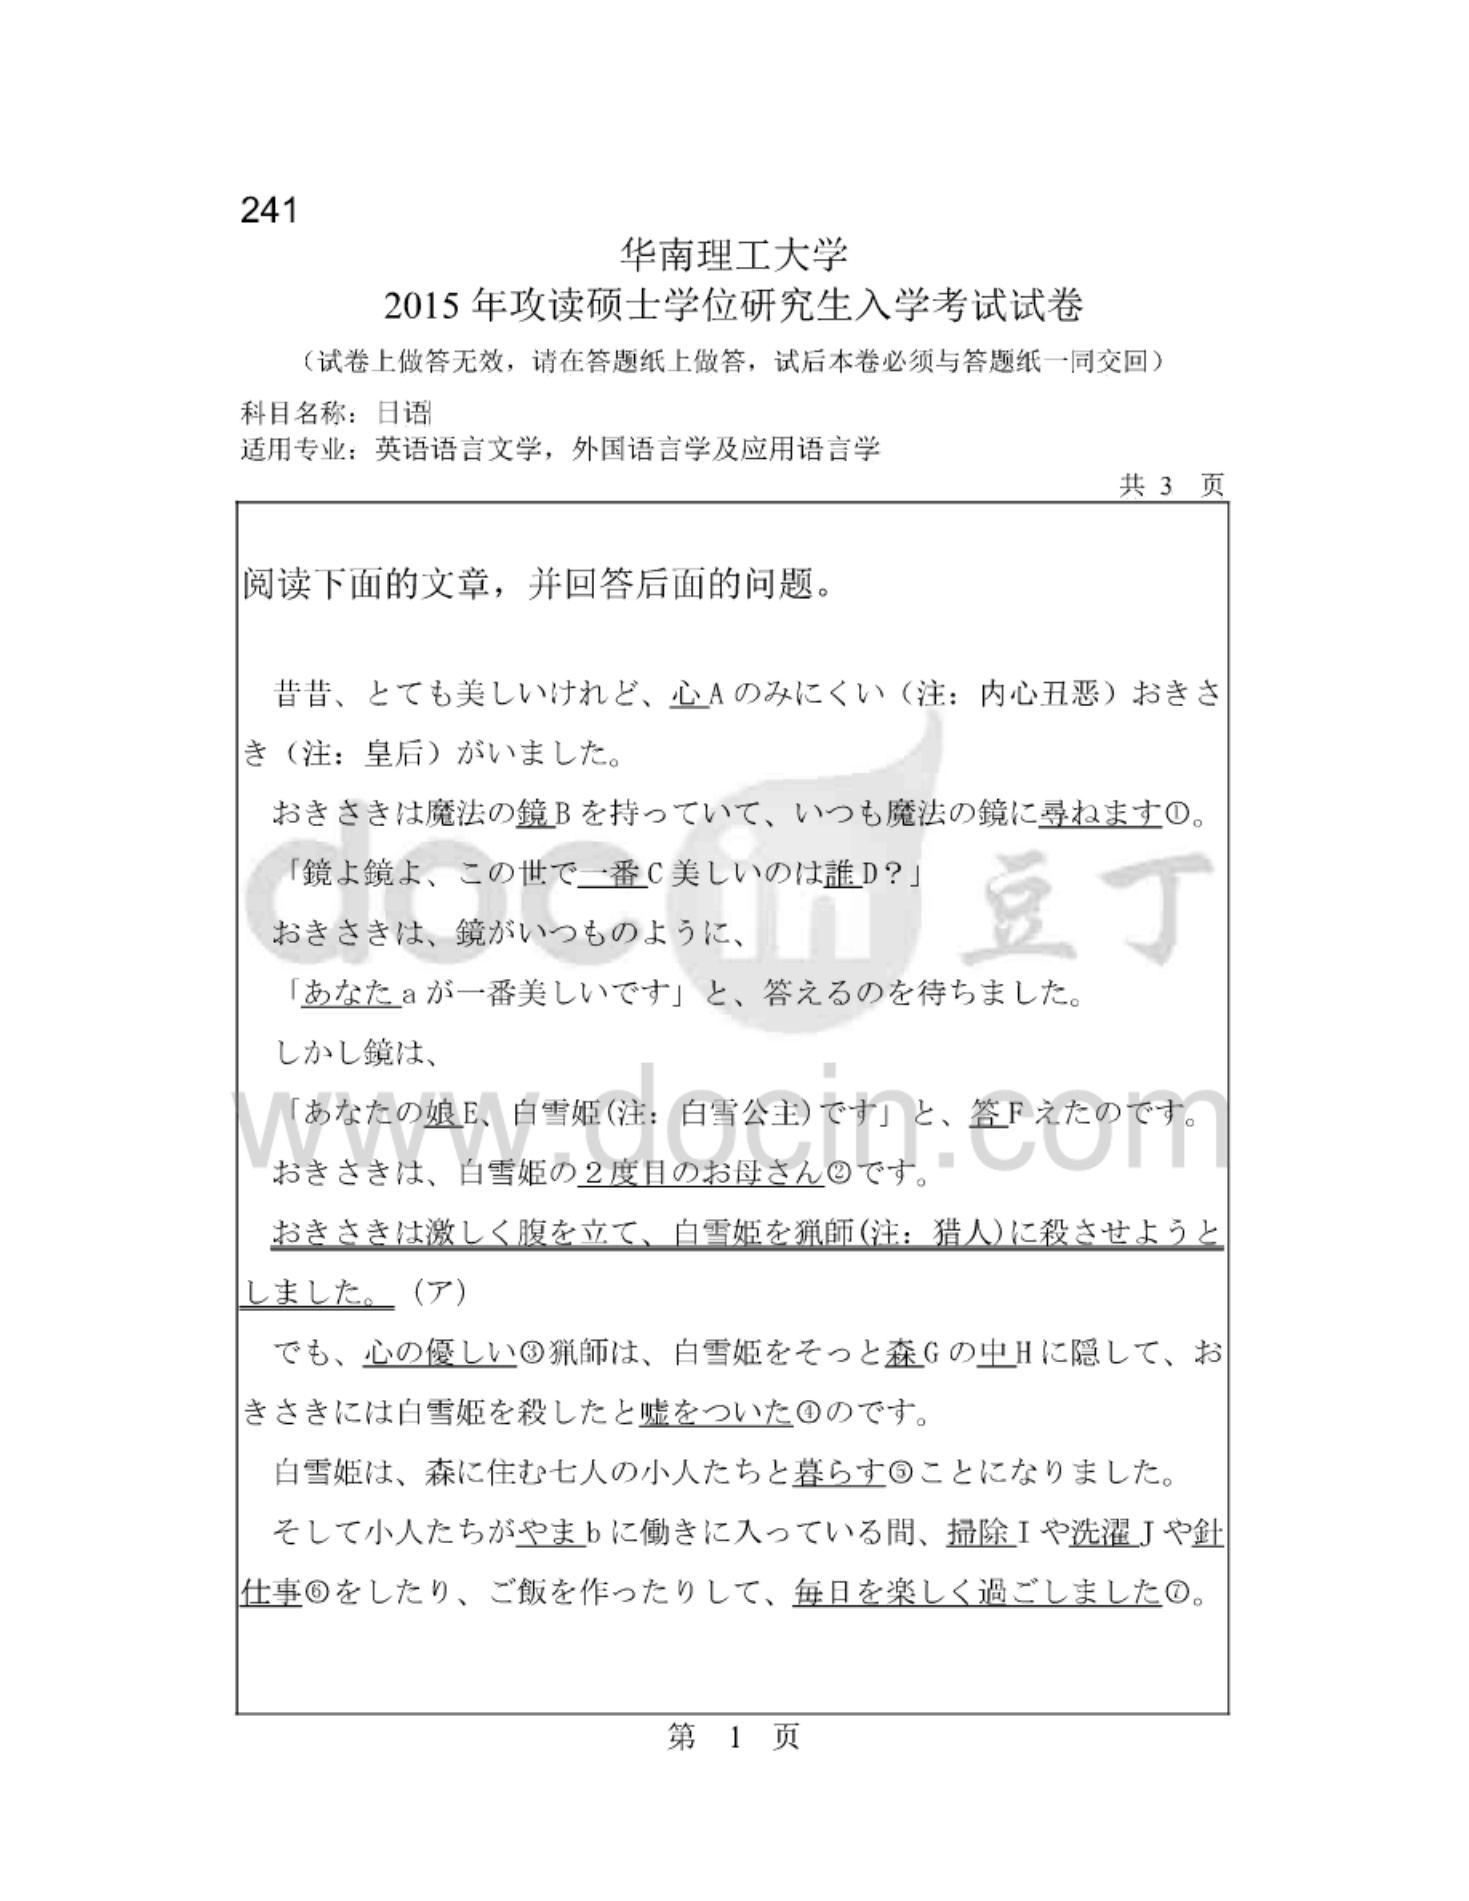 241
华南理工大学
2015 年攻读硕士学位研究生入学考试试卷
（试卷上做答无效，请在答题纸上做答，试后本卷必须与答题纸一同交回）
科目名称：日语
适用专业：英语语言文学，外国语言学及应用语言学
共 3 页
阅读下面的文章，并回答后面的问题。
昔昔、とても美しいけれど、心 A のみにくい（注：内心丑恶）おきさ
き（注：皇后）がいました。
おきさきは魔法の鏡 B を持っていて、いつも魔法の鏡に尋ねます①。
「鏡よ鏡よ、この世で一番 C 美しいのは誰 D？」
おきさきは、鏡がいつものように、
「あなた a が一番美しいです」と、答えるのを待ちました。
しかし鏡は、
「あなたの娘 E、白雪姫(注：白雪公主)です」と、答 F えたのです。
おきさきは、白雪姫の２度目のお母さん②です。
おきさきは激しく腹を立て、白雪姫を猟師(注：猎人)に殺させようと
しました。（ア）
でも、心の優しい③猟師は、白雪姫をそっと森 G の中 H に隠して、お
きさきには白雪姫を殺したと嘘をついた④のです。
白雪姫は、森に住む七人の小人たちと暮らす⑤ことになりました。
そして小人たちがやま b に働きに入っている間、掃除 I や洗濯 J や針
仕事⑥をしたり、ご飯を作ったりして、毎日を楽しく過ごしました⑦。
第 1 页
docin 豆丁
www.docin.com